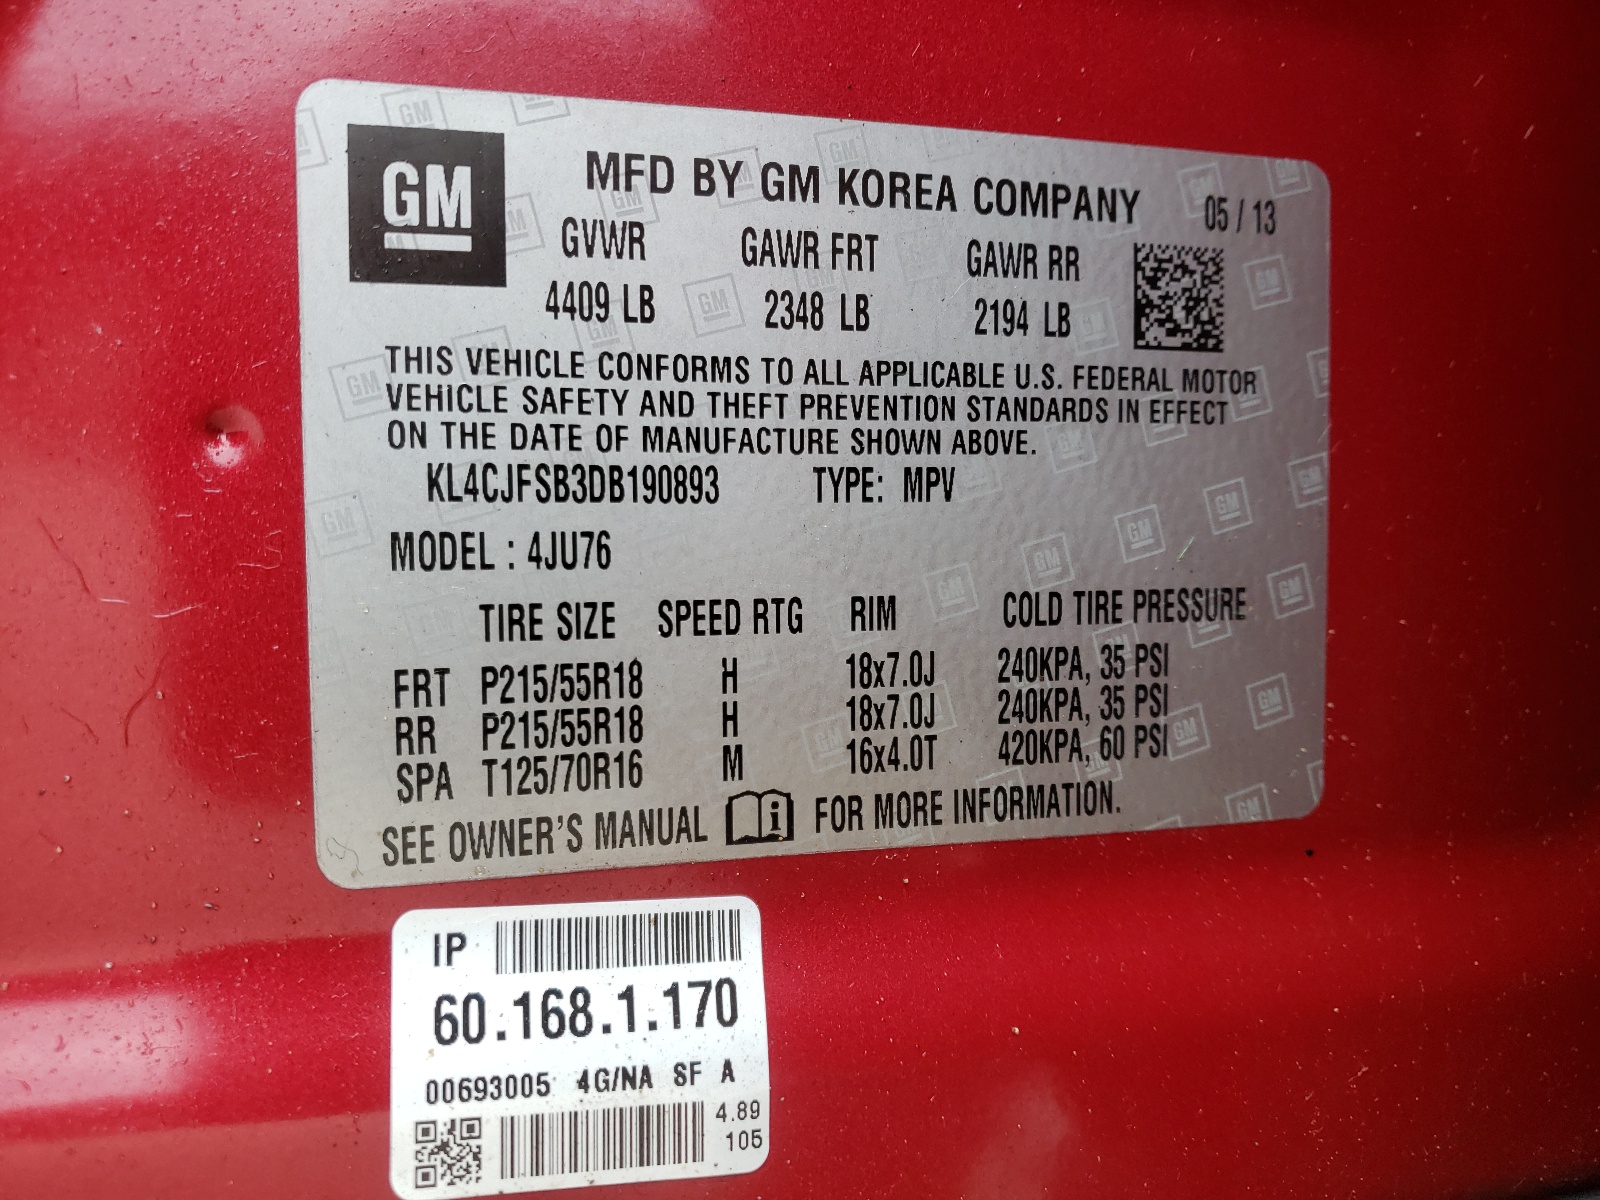 GM
MFD BY GM KOREA COMPANY 05 / 13
GVWR GAWR FRT GAWR RR
4409 LB 2348 LB 2194 LB
THIS VEHICLE CONFORMS TO ALL APPLICABLE U.S. FEDERAL MOTOR
VEHICLE SAFETY AND THEFT PREVENTION STANDARDS IN EFFECT
ON THE DATE OF MANUFACTURE SHOWN ABOVE.
KL4CJFSB3DB190893 TYPE: MPV
MODEL : 4JU76
TIRE SIZE SPEED RTG RIM COLD TIRE PRESSURE
FRT P215/55R18 H 18x7.0J 240KPA, 35 PSI
RR P215/55R18 H 18x7.0J 240KPA, 35 PSI
SPA T125/70R16 M 16x4.0T 420KPA, 60 PSI
SEE OWNER'S MANUAL i FOR MORE INFORMATION.
IP
60.168.1.170
00693005 4G/NA SF A
4.89
105